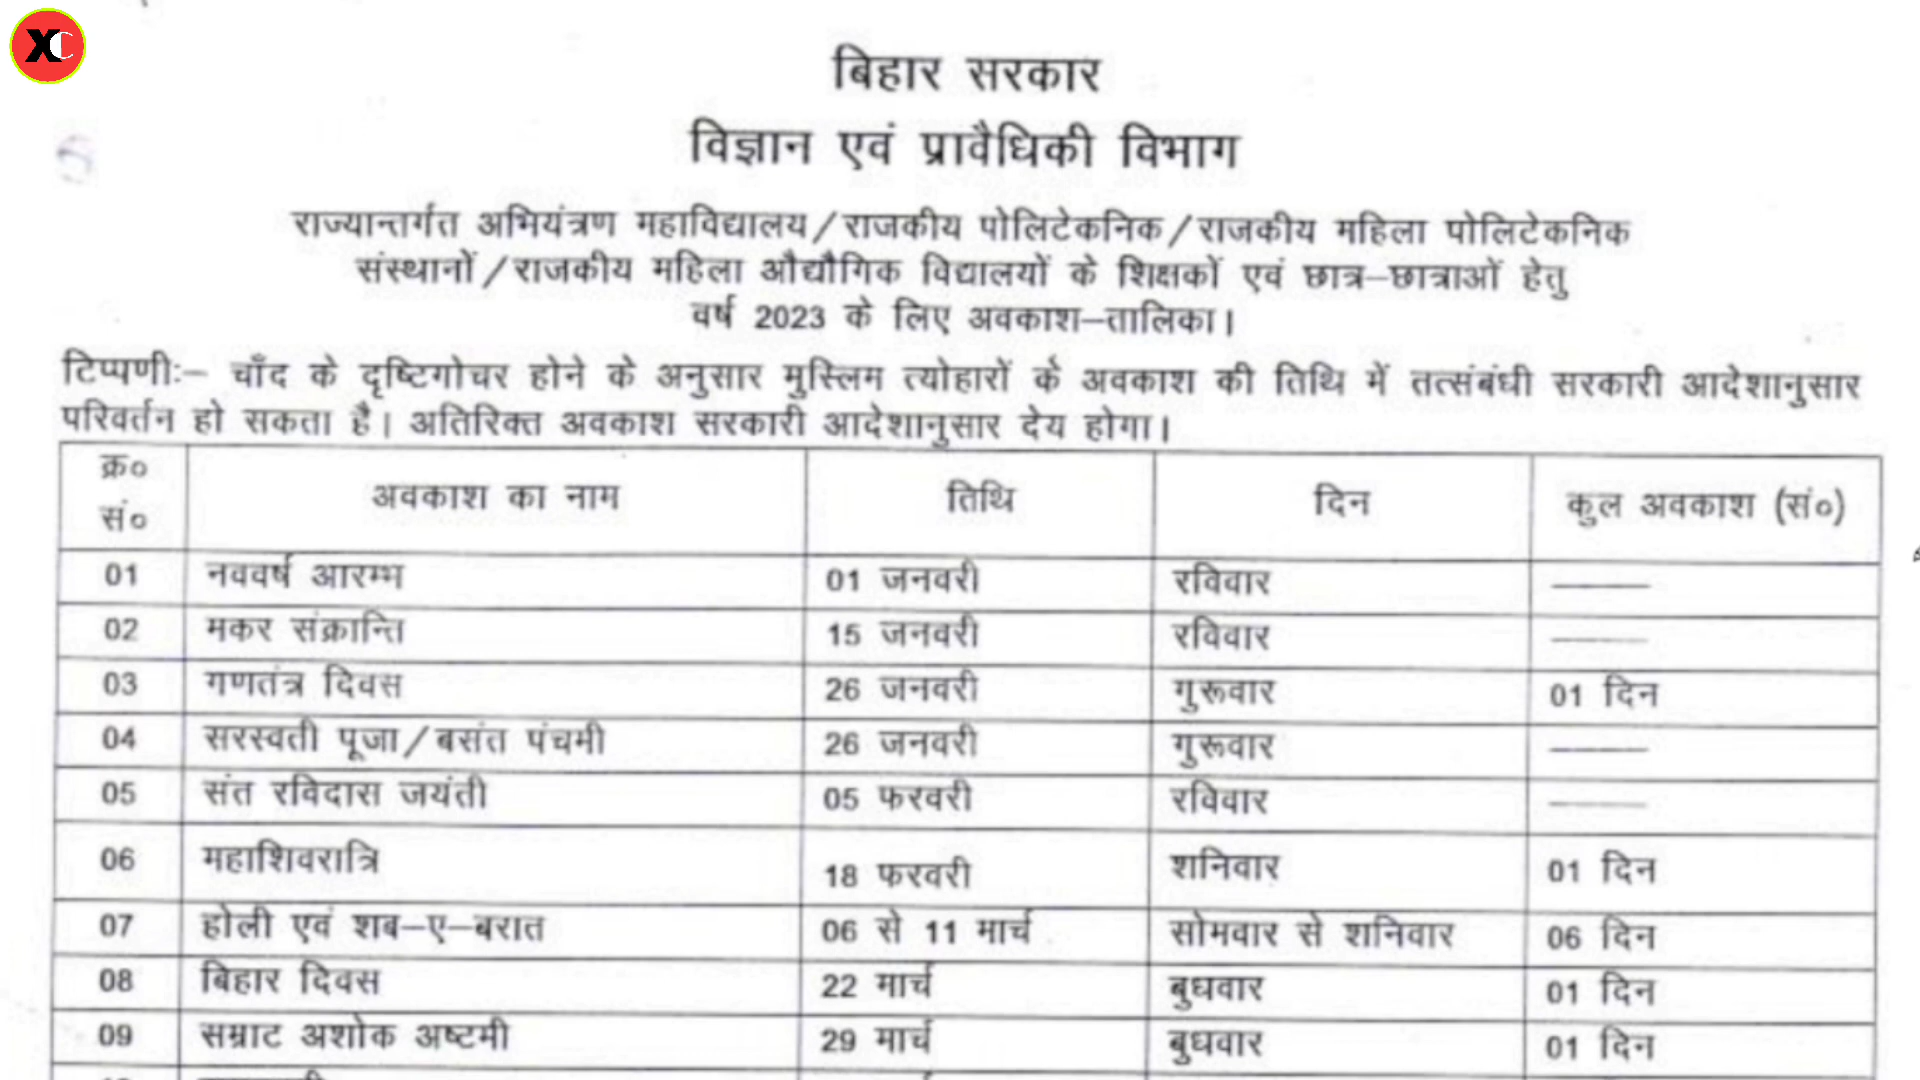 XC
बिहार सरकार
विज्ञान एवं प्रावैधिकी विभाग
राज्यान्तर्गत अभियंत्रण महाविद्यालय/राजकीय पोलिटेकनिक/राजकीय महिला पोलिटेकनिक
संस्थानों/राजकीय महिला औद्यौगिक विद्यालयों के शिक्षकों एवं छात्र–छात्राओं हेतु
वर्ष 2023 के लिए अवकाश–तालिका।
टिप्पणीः– चाँद के दृष्टिगोचर होने के अनुसार मुस्लिम त्योहारों के अवकाश की तिथि में तत्संबंधी सरकारी आदेशानुसार
परिवर्तन हो सकता है। अतिरिक्त अवकाश सरकारी आदेशानुसार देय होगा।
क्र० सं० अवकाश का नाम तिथि दिन कुल अवकाश (सं०)
01 नववर्ष आरम्भ 01 जनवरी रविवार ——
02 मकर संक्रान्ति 15 जनवरी रविवार ——
03 गणतंत्र दिवस 26 जनवरी गुरूवार 01 दिन
04 सरस्वती पूजा/बसंत पंचमी 26 जनवरी गुरूवार ——
05 संत रविदास जयंती 05 फरवरी रविवार ——
06 महाशिवरात्रि 18 फरवरी शनिवार 01 दिन
07 होली एवं शब–ए–बरात 06 से 11 मार्च सोमवार से शनिवार 06 दिन
08 बिहार दिवस 22 मार्च बुधवार 01 दिन
09 सम्राट अशोक अष्टमी 29 मार्च बुधवार 01 दिन